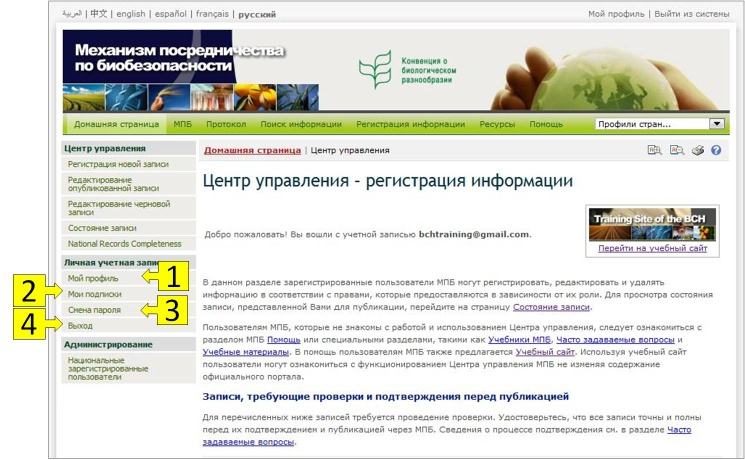 العربية | 中文 | english | español | français | русский
Мой профиль | Выйти из системы
Механизм посредничества
по биобезопасности
Конвенция о
биологическом
разнообразии
Домашняя страница МПБ Протокол Поиск информации Регистрация информации Ресурсы Помощь Профили стран...
Центр управления
Регистрация новой записи
Редактирование
опубликованной записи
Редактирование черновой
записи
Состояние записи
National Records Completeness
Личная учетная запис
Мой профиль
1
2
Мои подписки
Смена пароля
3
4
Выход
Администрирование
Национальные
зарегистрированные
пользователи
Домашняя страница | Центр управления
Центр управления - регистрация информации
Добро пожаловать! Вы вошли с учетной записью bchtraining@gmail.com.
Training Site of the BCH
Перейти на учебный сайт
В данном разделе зарегистрированные пользователи МПБ могут регистрировать, редактировать и удалять
информацию в соответствии с правами, которые предоставляются в зависимости от их роли. Для просмотра состояния
записи, представленной Вами для публикации, перейдите на страницу Состояние записи.
Пользователям МПБ, которые не знакомы с работой и использованием Центра управления, следует ознакомиться с
разделом МПБ Помощь или специальными разделами, такими как Учебники МПБ, Часто задаваемые вопросы и
Учебные материалы. В помощь пользователям МПБ также предлагается Учебный сайт. Используя учебный сайт
пользователи могут ознакомиться с функционированием Центра управления МПБ не изменяя содержание
официального портала.
Записи, требующие проверки и подтверждения перед публикацией
Для перечисленных ниже записей требуется проведение проверки. Удостоверьтесь, что все записи точны и полны
перед их подтверждением и публикацией через МПБ. Сведения о процессе подтверждения см. в разделе Часто
задаваемые вопросы.